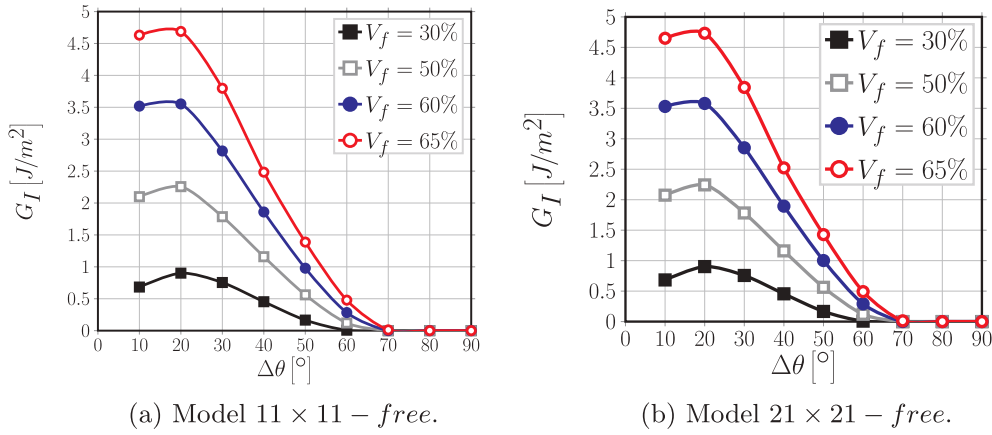 5
4.5
4
3.5
3
2.5
2
1.5
1
0.5
0
0 10 20 30 40 50 60 70 80 90
G_I [J/m²]
Δθ [°]
V_f = 30%
V_f = 50%
V_f = 60%
V_f = 65%
(a) Model 11 × 11 − free.
5
4.5
4
3.5
3
2.5
2
1.5
1
0.5
0
0 10 20 30 40 50 60 70 80 90
G_I [J/m²]
Δθ [°]
V_f = 30%
V_f = 50%
V_f = 60%
V_f = 65%
(b) Model 21 × 21 − free.